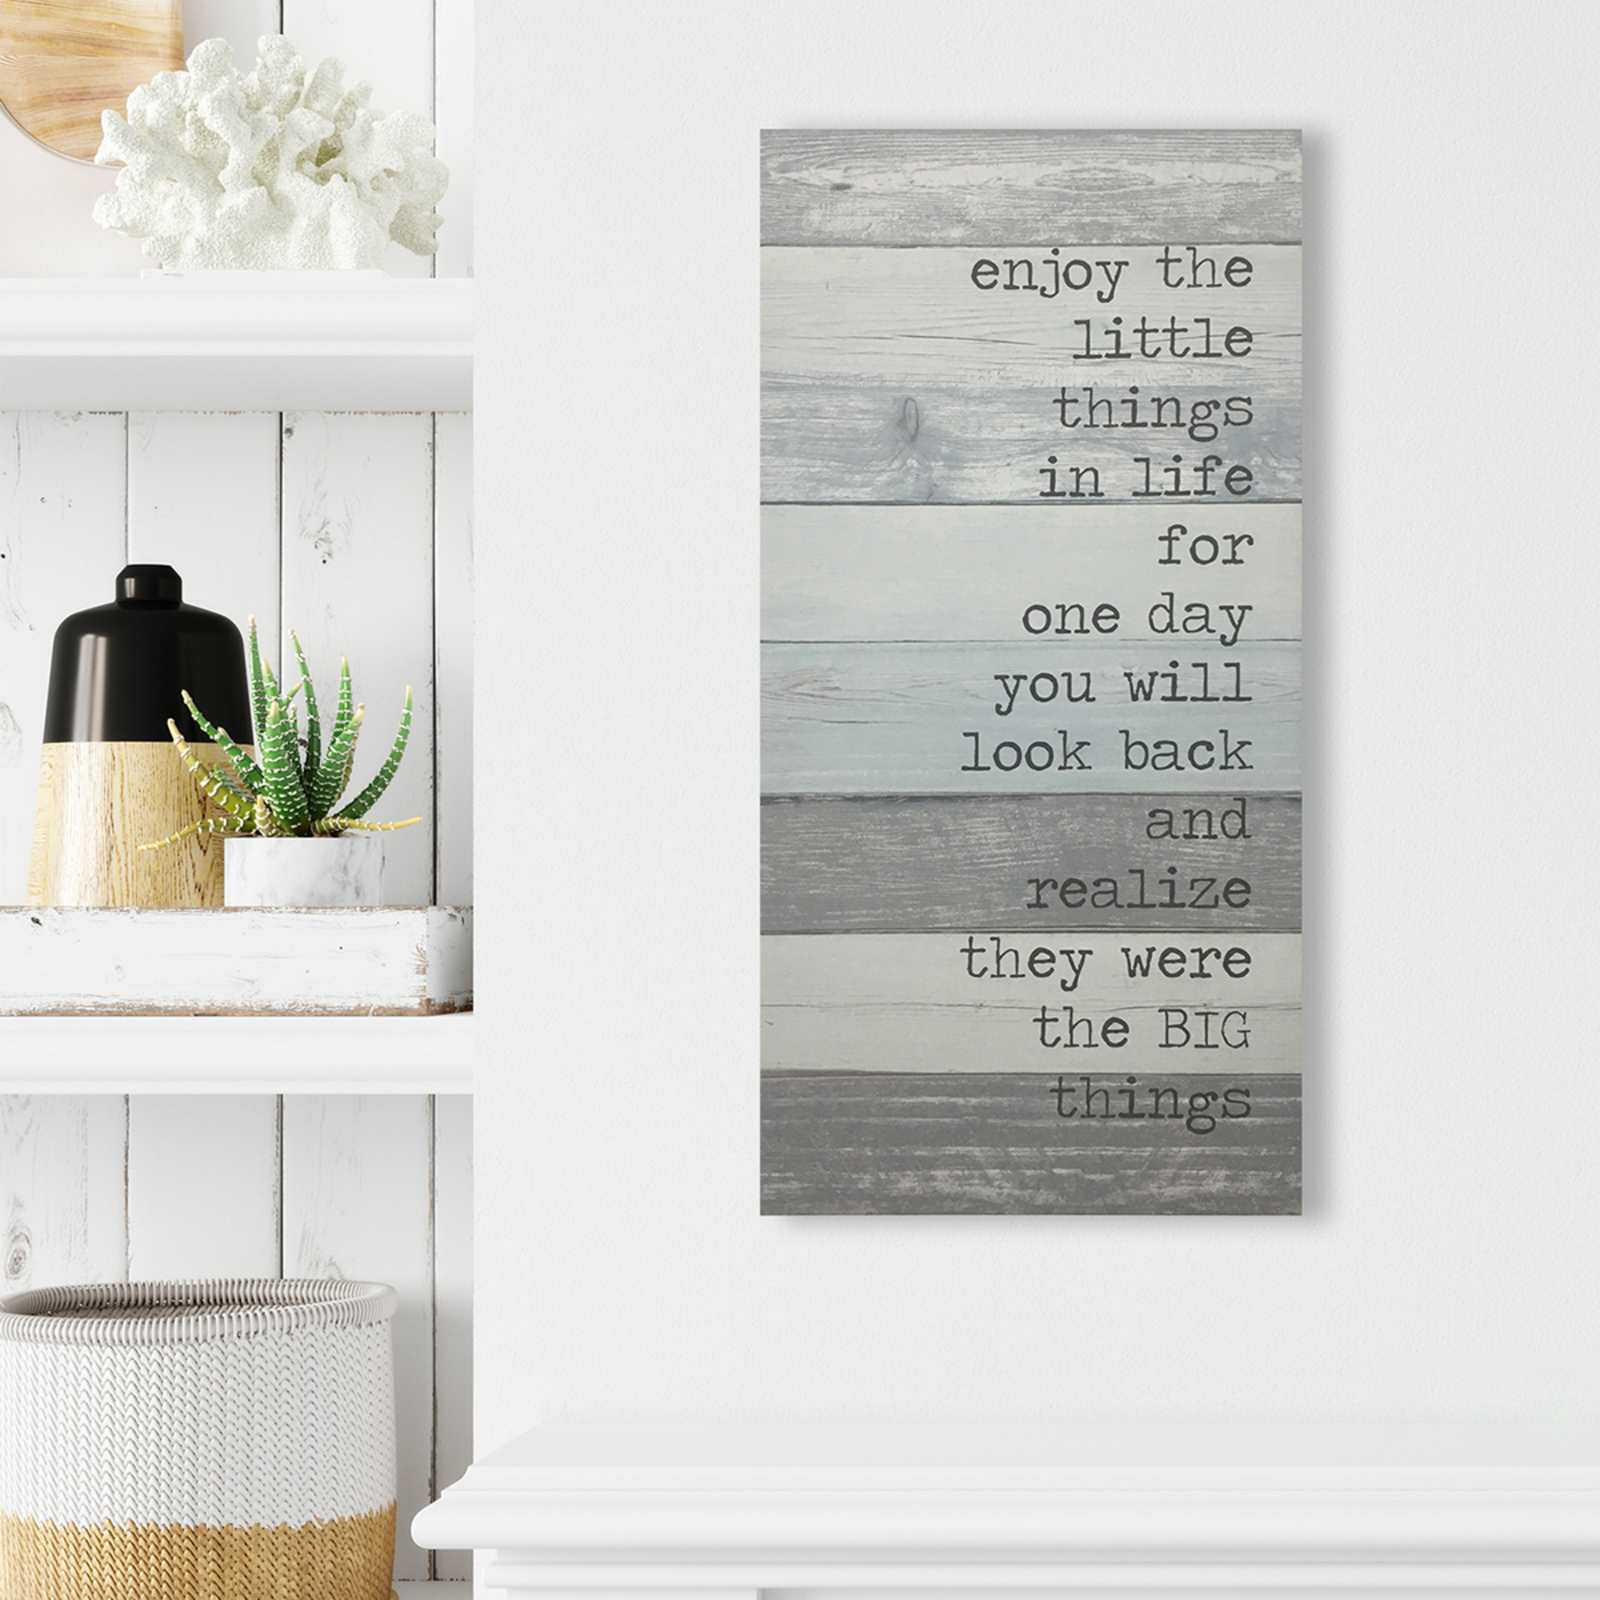 enjoy the
little
things
in life
for
one day
you will
look back
and
realize
they were
the BIG
things